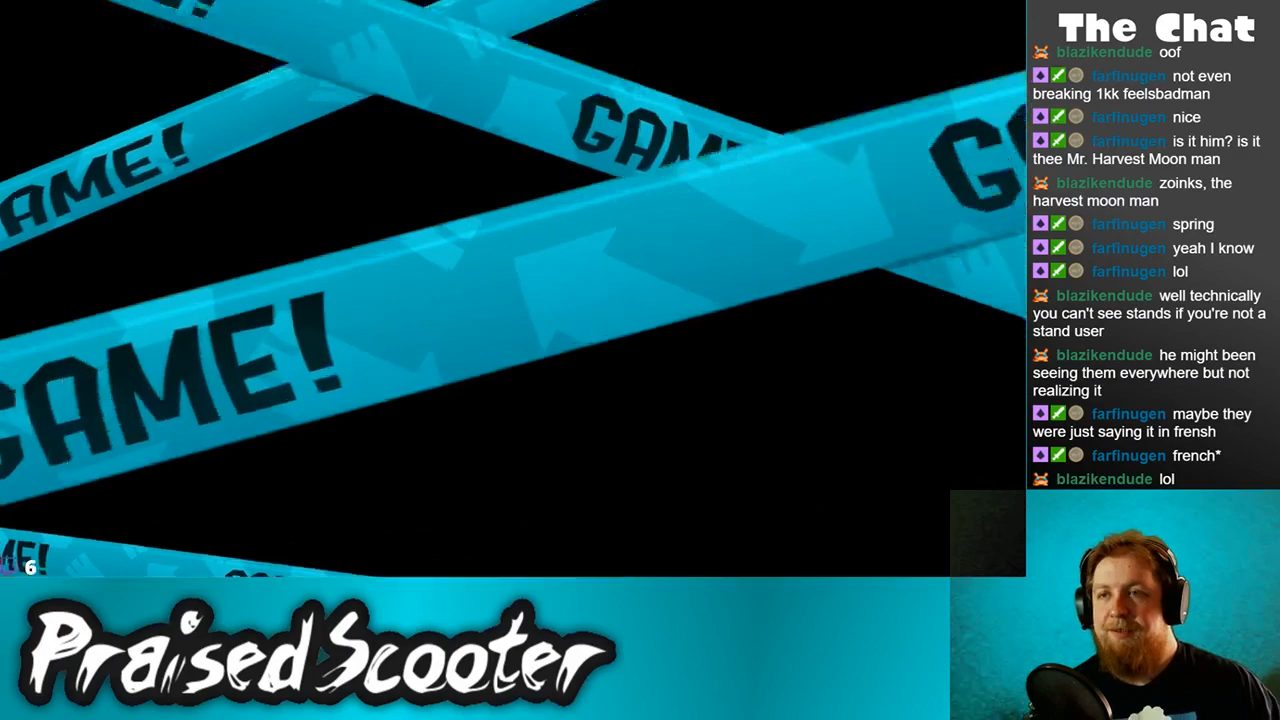 GAME!
GAME!
GAME!
The Chat
blazikendude oof
farfinugen not even
breaking 1kk feelsbadman
farfinugen nice
farfinugen is it him? is it
thee Mr. Harvest Moon man
blazikendude zoinks, the
harvest moon man
farfinugen spring
farfinugen yeah I know
farfinugen lol
blazikendude well technically
you can't see stands if you're not a
stand user
blazikendude he might been
seeing them everywhere but not
realizing it
farfinugen maybe they
were just saying it in frensh
farfinugen french*
blazikendude lol
6
PraisedScooter